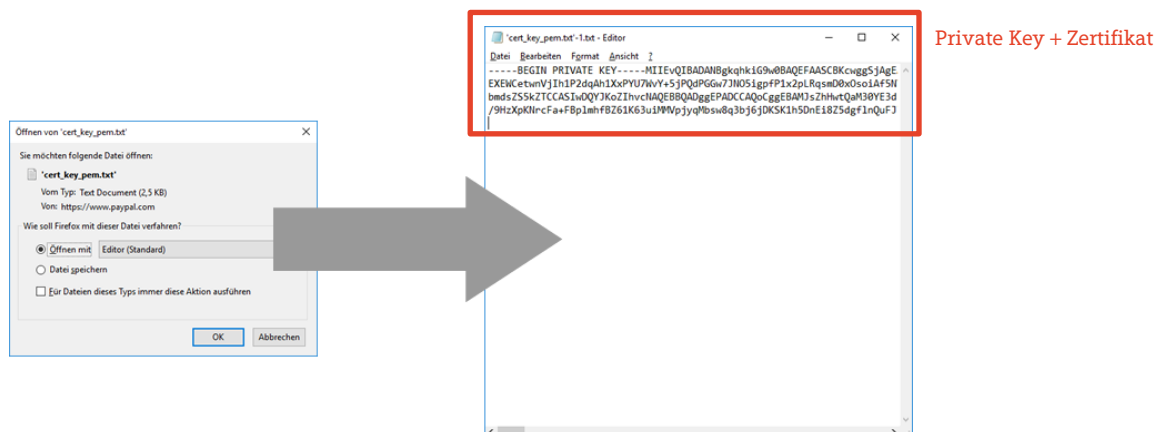 Private Key + Zertifikat
'cert_key_pem.txt'-1.txt - Editor
Datei Bearbeiten Format Ansicht ?
-----BEGIN PRIVATE KEY-----MIIEvQIBADANBgkqhkiG9w0BAQEFAASCBKcwggSjAgE
EXEWCetwnVjIh1P2dqAh1XxPYU7WvY+5jPQdPGGw7JNO5igpfP1x2pLRqsmD0xOsoiAf5N
bmdsZS5kZTCCASIwDQYJKoZIhvcNAQEBBQADggEPADCCAQoCggEBAMJsZhHwtQaM30YE3d
/9HzXpKNrcFa+FBplmhfBZ61K63uiMMVpjyqMbsw8q3bj6jDKSK1h5DnEi8Z5dgflnQuFJ
Öffnen von 'cert_key_pem.txt'
Sie möchten folgende Datei öffnen:
'cert_key_pem.txt'
Vom Typ: Text Document (2,5 KB)
Von: https://www.paypal.com
Wie soll Firefox mit dieser Datei verfahren?
Öffnen mit Editor (Standard)
Datei speichern
Für Dateien dieses Typs immer diese Aktion ausführen
OK Abbrechen